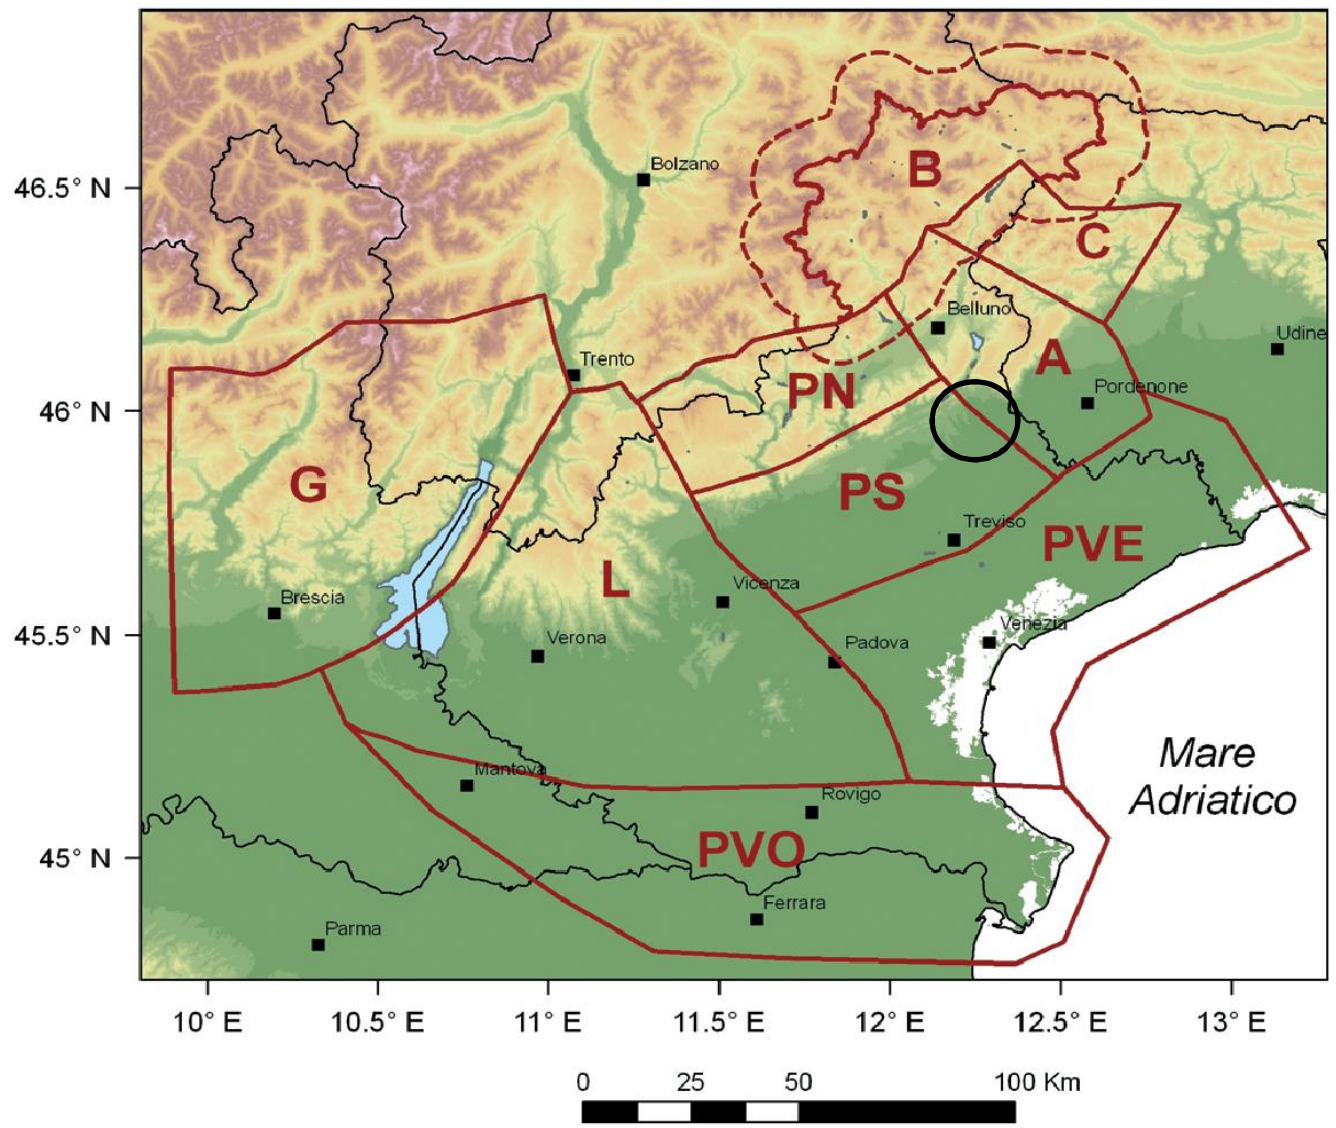 46.5° N
46° N
45.5° N
45° N
B
C
Bolzano
Belluno
Udine
Trento
PN
A
Pordenone
G
PS
Treviso
PVE
Brescia
L
Vicenza
Verona
Padova
Venezia
Mantova
Rovigo
PVO
Ferrara
Parma
Mare
Adriatico
10° E
10.5° E
11° E
11.5° E
12° E
12.5° E
13° E
0 25 50 100 Km